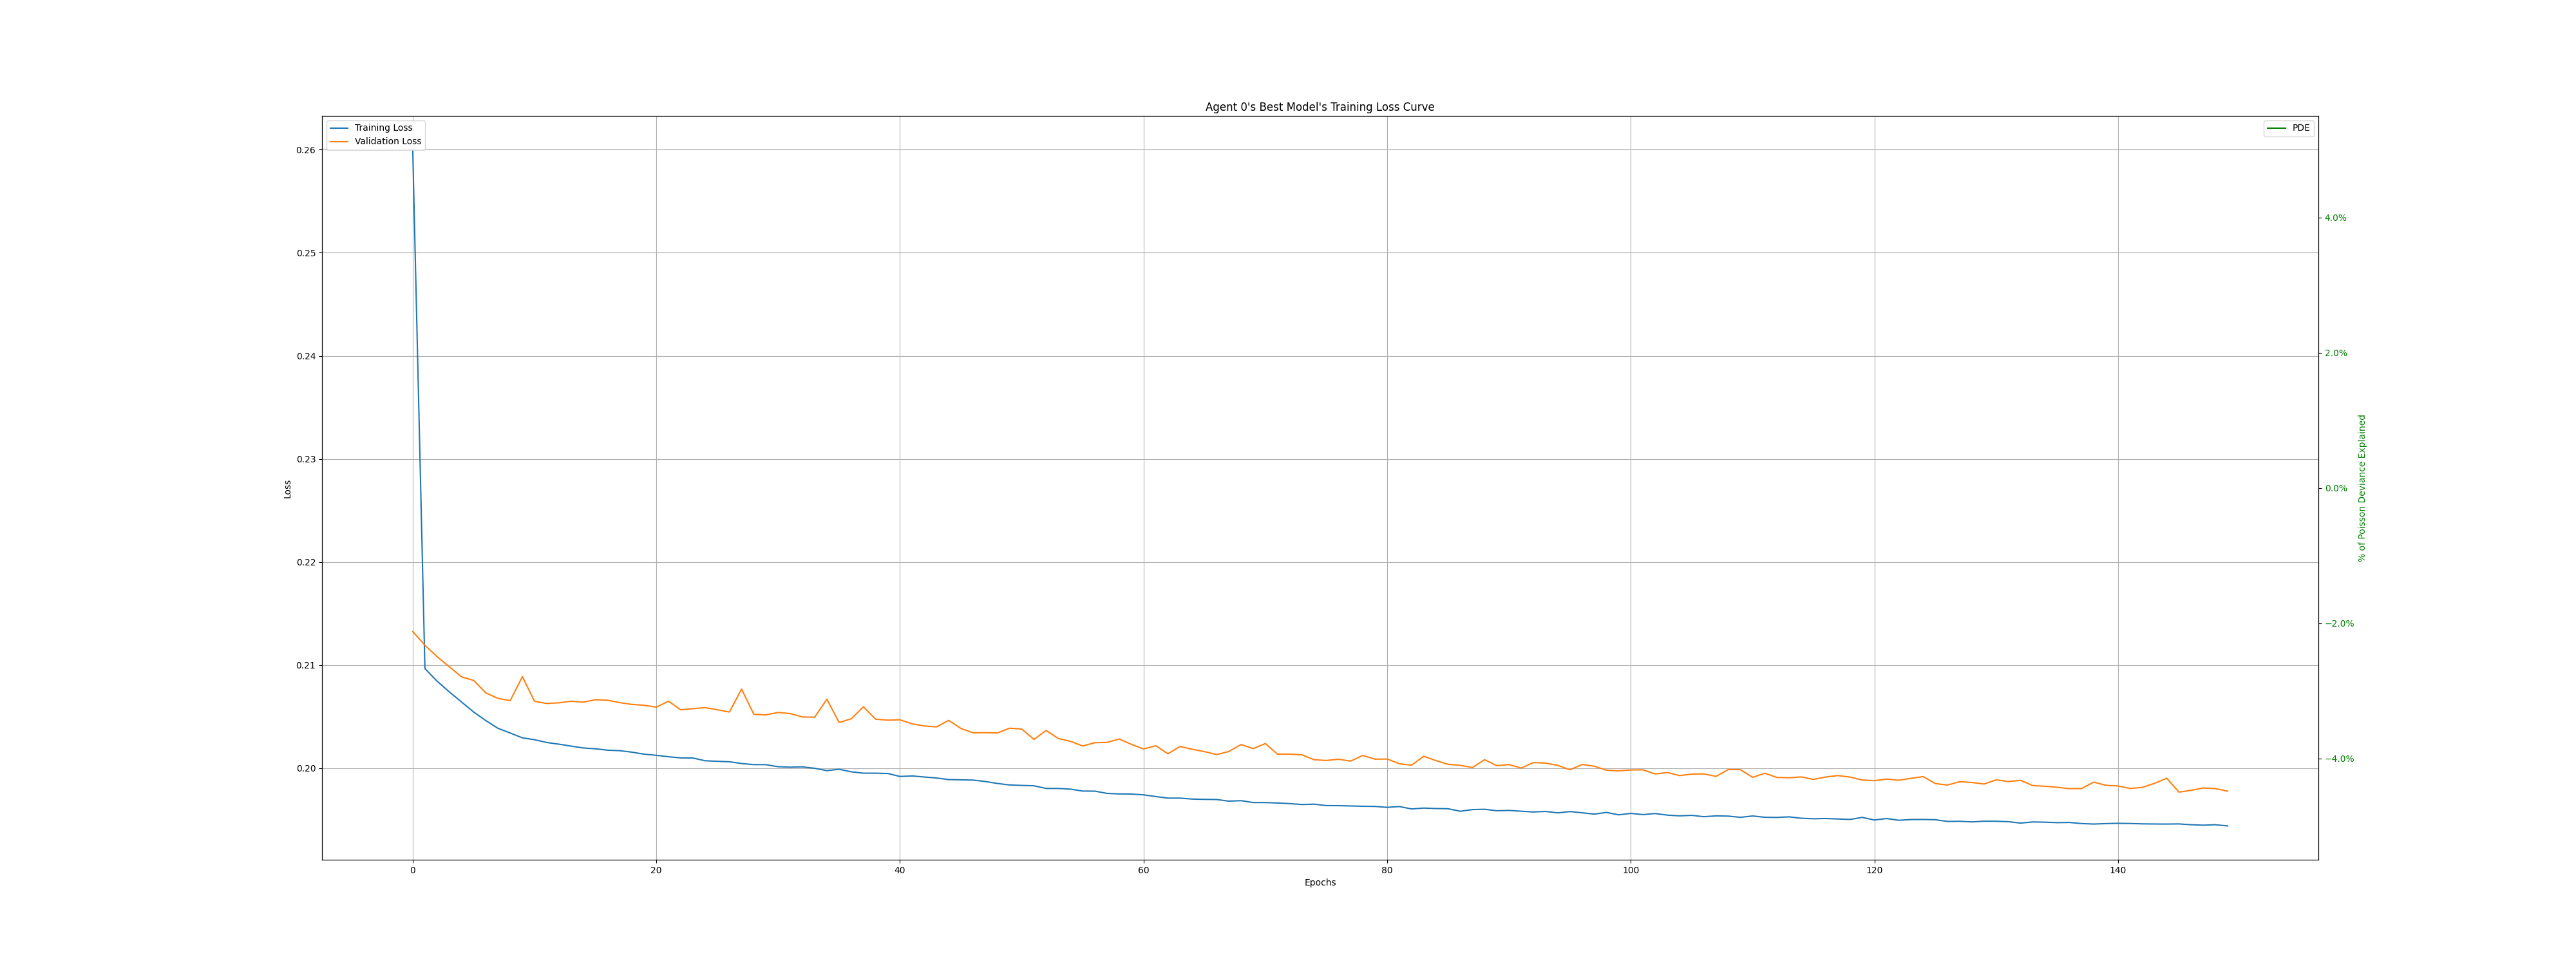 Agent 0's Best Model's Training Loss Curve
Training Loss
Validation Loss
PDE
0.26
0.25
0.24
0.23
0.22
0.21
0.20
Loss
4.0%
2.0%
0.0%
−2.0%
−4.0%
% of Poisson Deviance Explained
0 20 40 60 80 100 120 140
Epochs